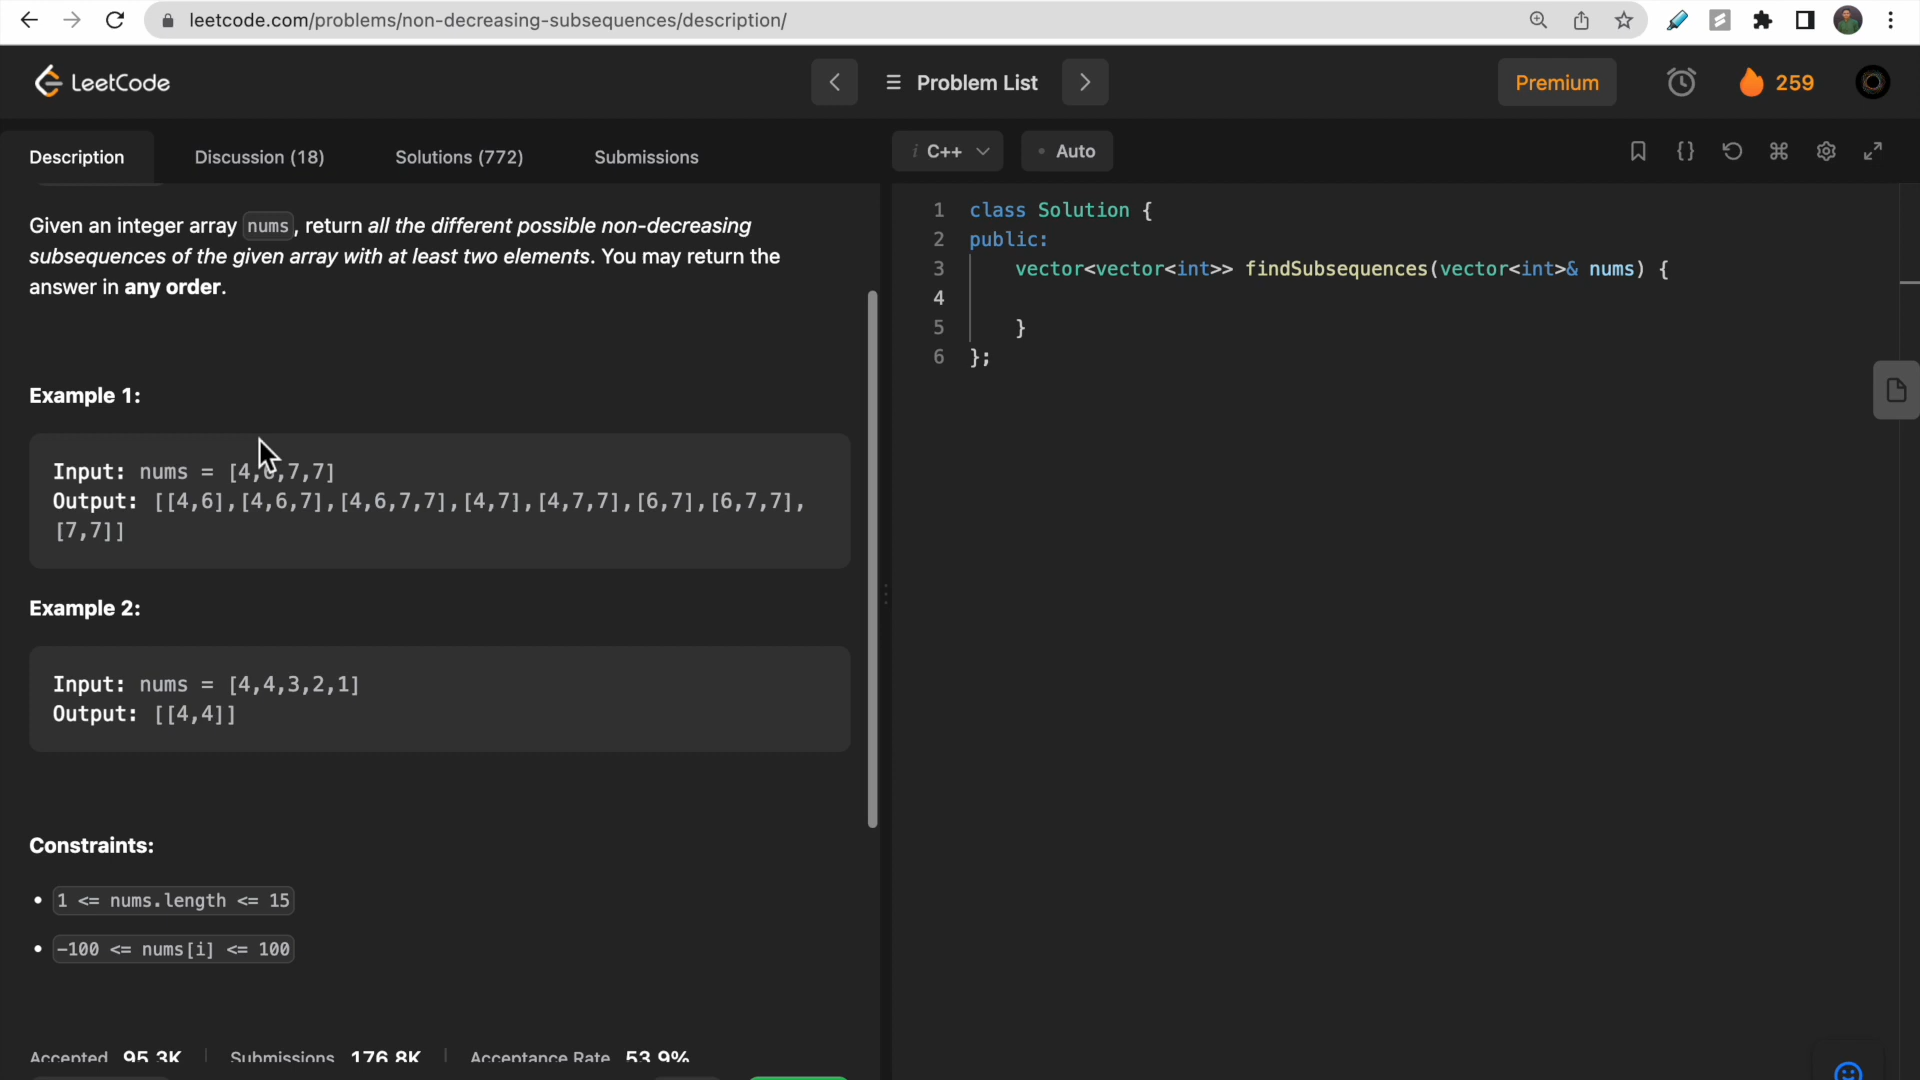 leetcode.com/problems/non-decreasing-subsequences/description/
LeetCode
Problem List
Premium
259
Description
Discussion (18)
Solutions (772)
Submissions
i C++
Auto
Given an integer array nums, return all the different possible non-decreasing
subsequences of the given array with at least two elements. You may return the
answer in any order.
Example 1:
Input: nums = [4,6,7,7]
Output: [[4,6],[4,6,7],[4,6,7,7],[4,7],[4,7,7],[6,7],[6,7,7],
[7,7]]
Example 2:
Input: nums = [4,4,3,2,1]
Output: [[4,4]]
Constraints:
• 1 <= nums.length <= 15
• -100 <= nums[i] <= 100
Accepted 95.3K
Submissions 176.8K
Acceptance Rate 53.9%
1 class Solution {
2 public:
3 vector<vector<int>> findSubsequences(vector<int>& nums) {
4
5 }
6 };